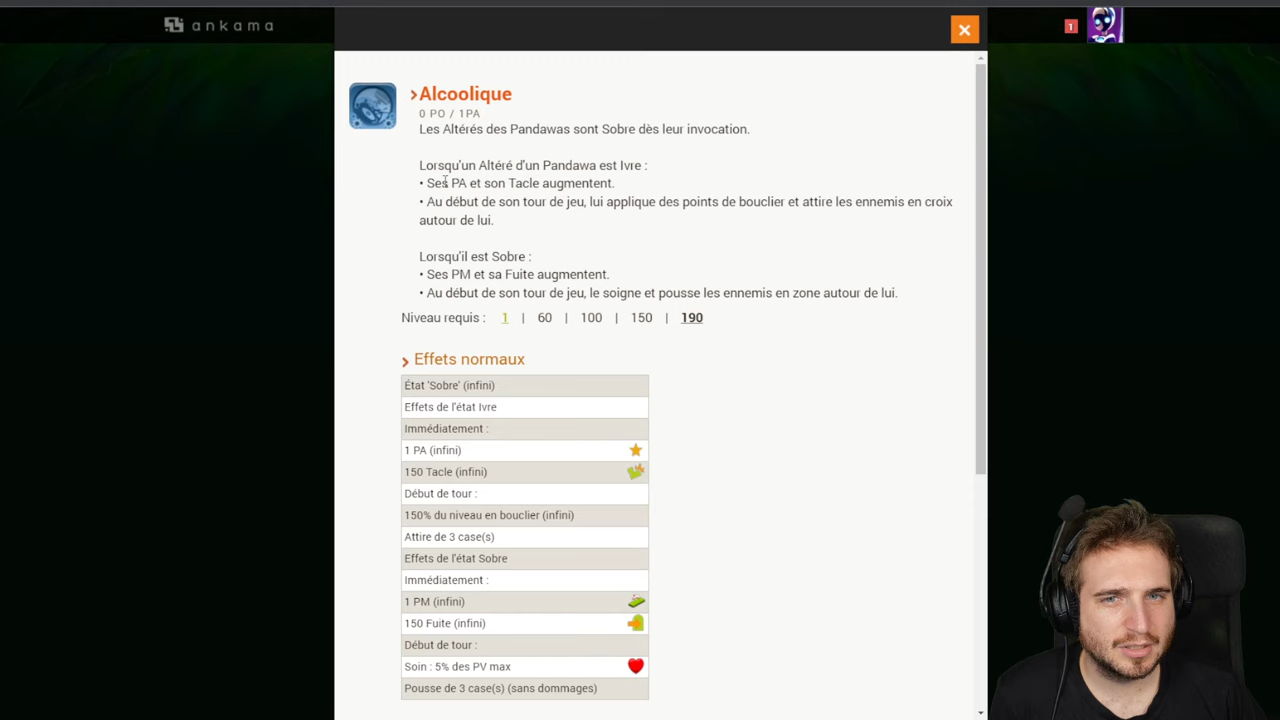 ankama
1
Alcoolique
0 PO / 1PA
Les Altérés des Pandawas sont Sobre dès leur invocation.
Lorsqu'un Altéré d'un Pandawa est Ivre :
• Ses PA et son Tacle augmentent.
• Au début de son tour de jeu, lui applique des points de bouclier et attire les ennemis en croix
autour de lui.
Lorsqu'il est Sobre :
• Ses PM et sa Fuite augmentent.
• Au début de son tour de jeu, le soigne et pousse les ennemis en zone autour de lui.
Niveau requis : 1 | 60 | 100 | 150 | 190
Effets normaux
État 'Sobre' (infini)
Effets de l'état Ivre
Immédiatement :
1 PA (infini)
150 Tacle (infini)
Début de tour :
150% du niveau en bouclier (infini)
Attire de 3 case(s)
Effets de l'état Sobre
Immédiatement :
1 PM (infini)
150 Fuite (infini)
Début de tour :
Soin : 5% des PV max
Pousse de 3 case(s) (sans dommages)